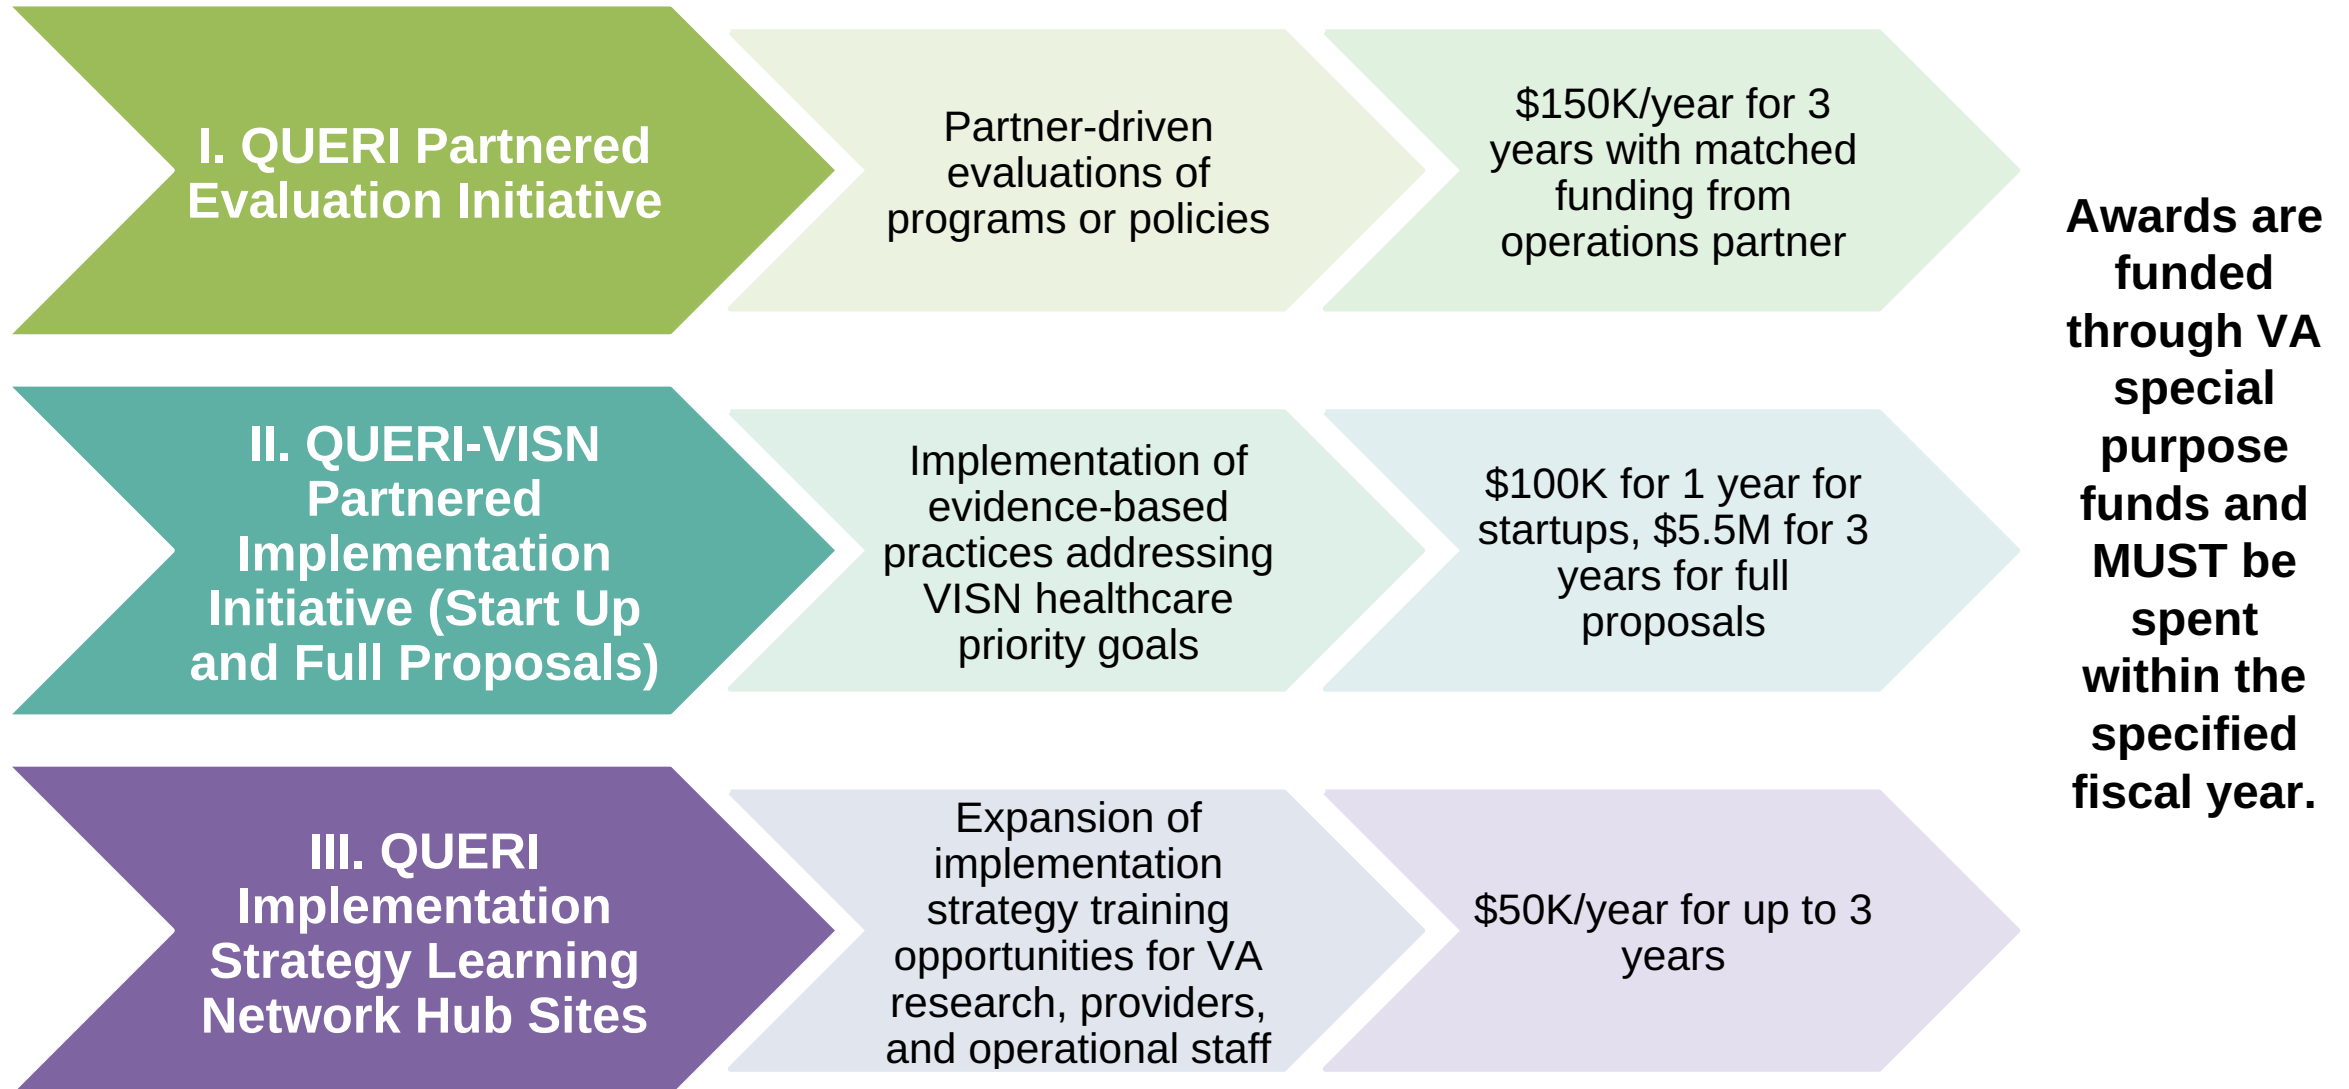 I. QUERI Partnered
Evaluation Initiative
Partner-driven
evaluations of
programs or policies
$150K/year for 3
years with matched
funding from
operations partner
II. QUERI-VISN
Partnered
Implementation
Initiative (Start Up
and Full Proposals)
Implementation of
evidence-based
practices addressing
VISN healthcare
priority goals
$100K for 1 year for
startups, $5.5M for 3
years for full
proposals
III. QUERI
Implementation
Strategy Learning
Network Hub Sites
Expansion of
implementation
strategy training
opportunities for VA
research, providers,
and operational staff
$50K/year for up to 3
years
Awards are
funded
through VA
special
purpose
funds and
MUST be
spent
within the
specified
fiscal year.